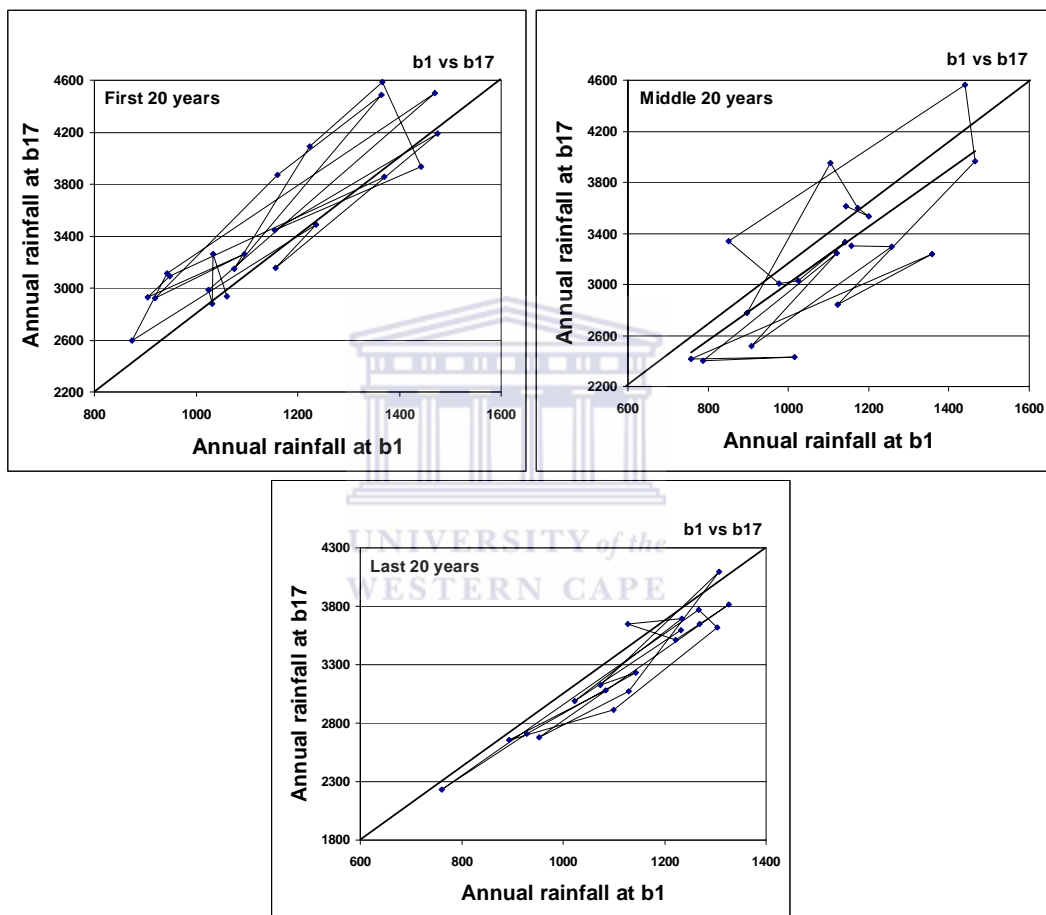 b1 vs b17
First 20 years
Annual rainfall at b17
4600
4200
3800
3400
3000
2600
2200
800 1000 1200 1400 1600
Annual rainfall at b1
b1 vs b17
Middle 20 years
Annual rainfall at b17
4600
4200
3800
3400
3000
2600
2200
600 800 1000 1200 1400 1600
Annual rainfall at b1
UNIVERSITY of the
WESTERN CAPE
b1 vs b17
Last 20 years
Annual rainfall at b17
4300
3800
3300
2800
2300
1800
600 800 1000 1200 1400
Annual rainfall at b1